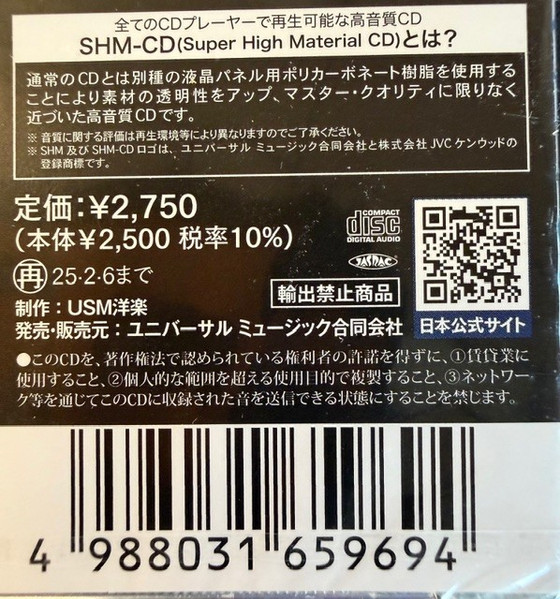 全てのCDプレーヤーで再生可能な高音質CD
SHM-CD(Super High Material CD)とは?
通常のCDとは別種の液晶パネル用ポリカーボネート樹脂を使用する
ことにより素材の透明性をアップ、マスター・クオリティに限りなく
近づいた高音質CDです。
※ 音質に関する評価は再生環境等により異なりますのでご了承ください。
※ SHM 及び SHM-CD ロゴは、ユニバーサル ミュージック合同会社と株式会社 JVC ケンウッドの
登録商標です。
定価:¥2,750
(本体¥2,500 税率10%)
再 25・2・6まで
COMPACT
disc
DIGITAL AUDIO
JASRAC
輸出禁止商品
制作:USM洋楽
発売・販売元:ユニバーサル ミュージック合同会社
日本公式サイト
●このCDを、著作権法で認められている権利者の許諾を得ずに、①賃貸業に
使用すること、②個人的な範囲を超える使用目的で複製すること、③ネットワー
ク等を通じてこのCDに収録された音を送信できる状態にすることを禁じます。
4 988031 659694